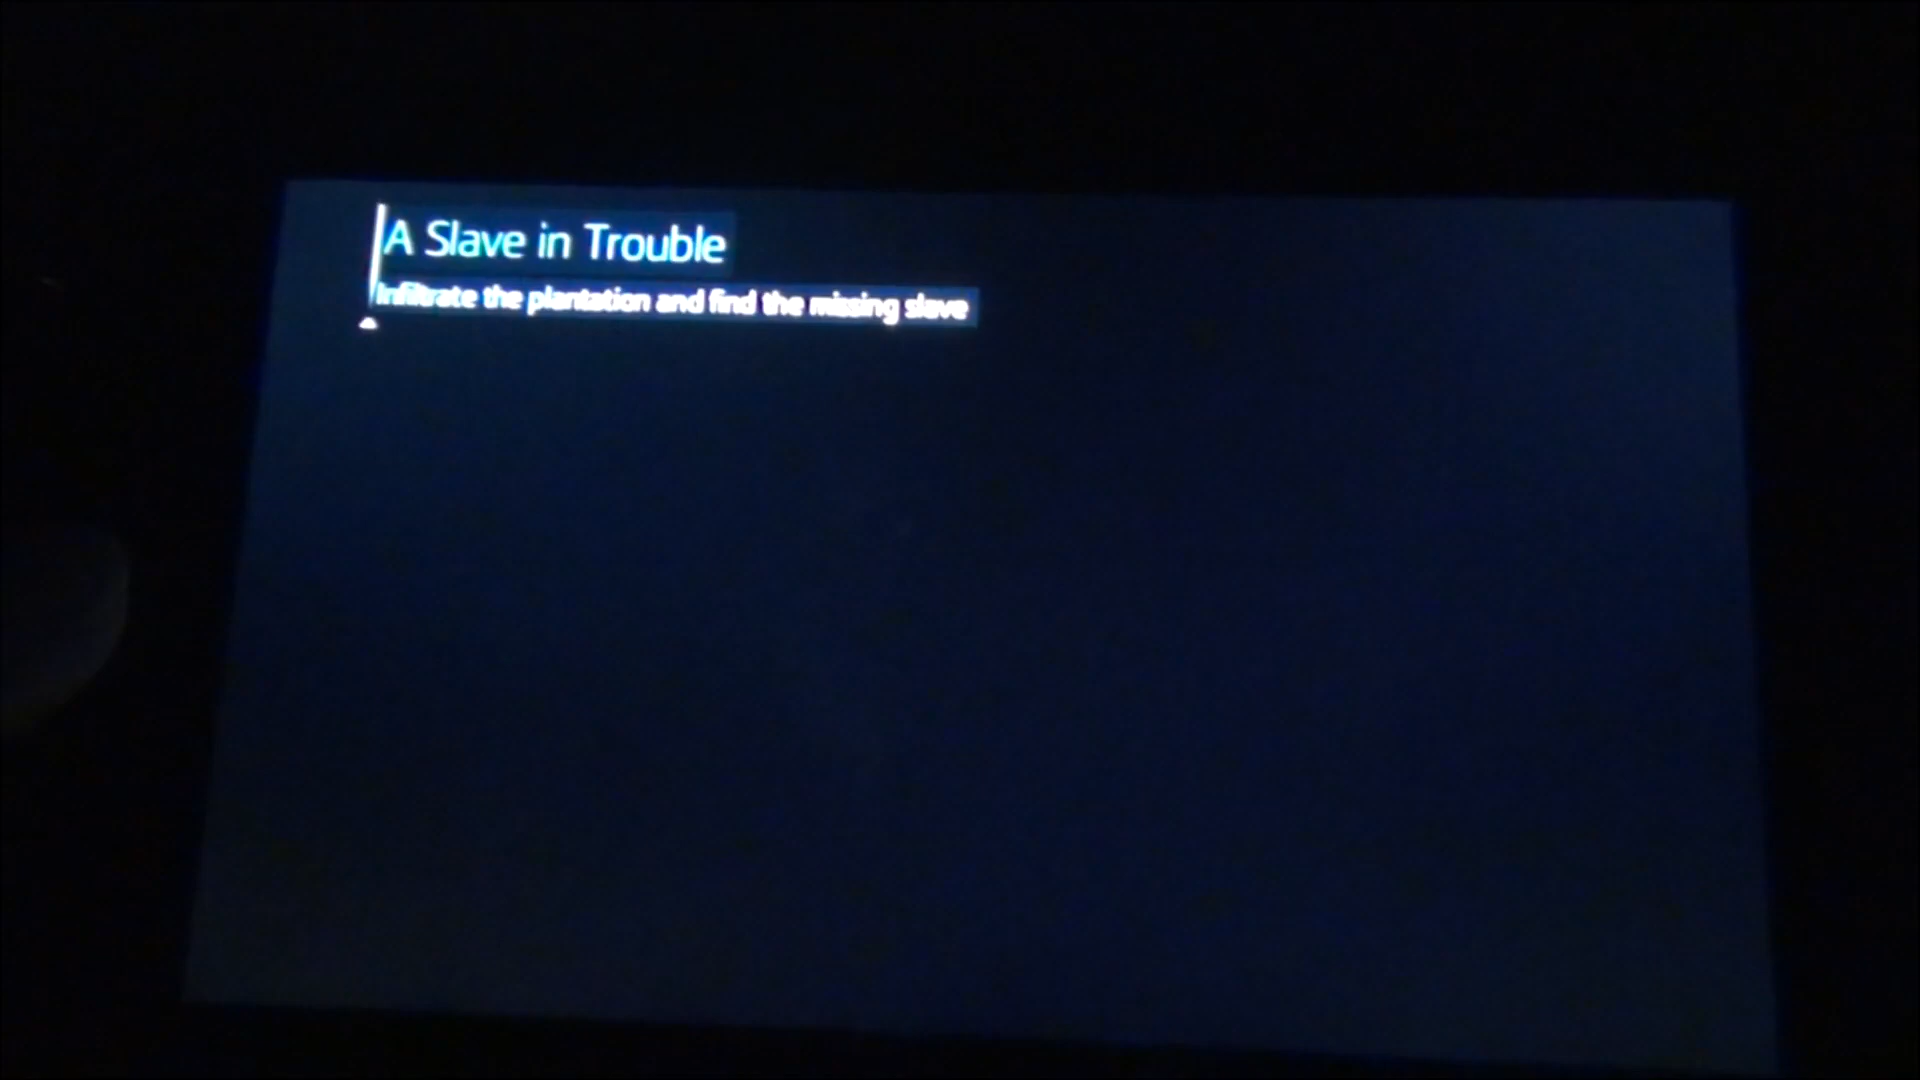 A Slave in Trouble
Infiltrate the plantation and find the missing slave